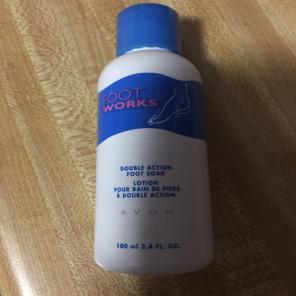 FOOT
WORKS
DOUBLE ACTION
FOOT SOAK
LOTION
POUR BAIN DE PIEDS
À DOUBLE ACTION
AVON
100 ml 3.4 FL. OZ.